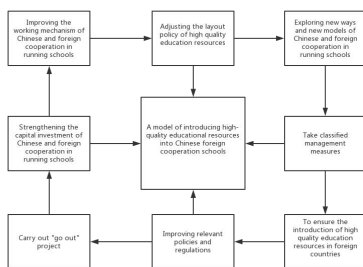 Improving the
working mechanism of
Chinese and foreign
cooperation in
running schools
Adjusting the layout
policy of high quality
education resources
Exploring new ways
and new models of
Chinese and foreign
cooperation in
running schools
Strengthening the
capital investment of
Chinese and foreign
cooperation in
running schools
A model of introducing high-
quality educational resources
into Chinese foreign
cooperation schools
Take classified
management
measures
Carry out "go out"
project
Improving relevant
policies and
regulations
To ensure the
introduction of high
quality education
resources in foreign
countries